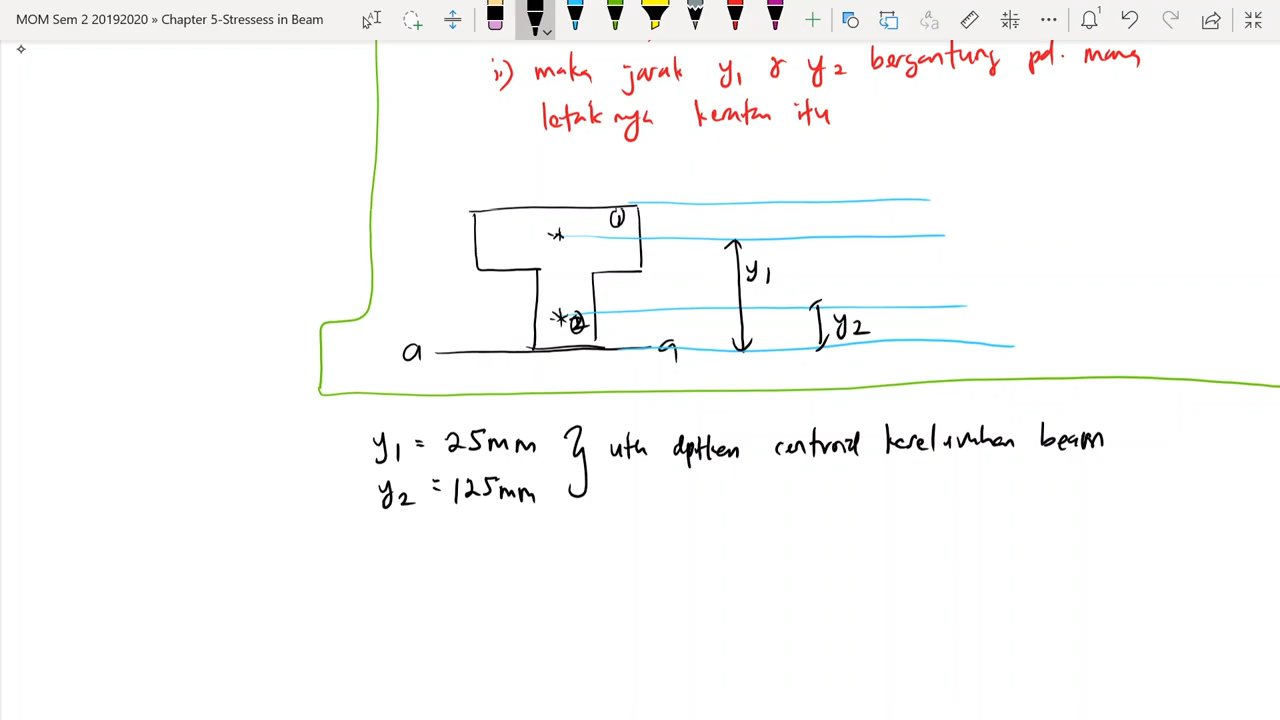 MOM Sem 2 20192020 » Chapter 5-Stressess in Beam
ii) maka jarak y1 & y2 bergantung pd. mana
letaknya keratan itu
1
y1
2
y2
a
a
y1 = 25mm } utk dptkan centroid keseluruhan beam
y2 = 125mm